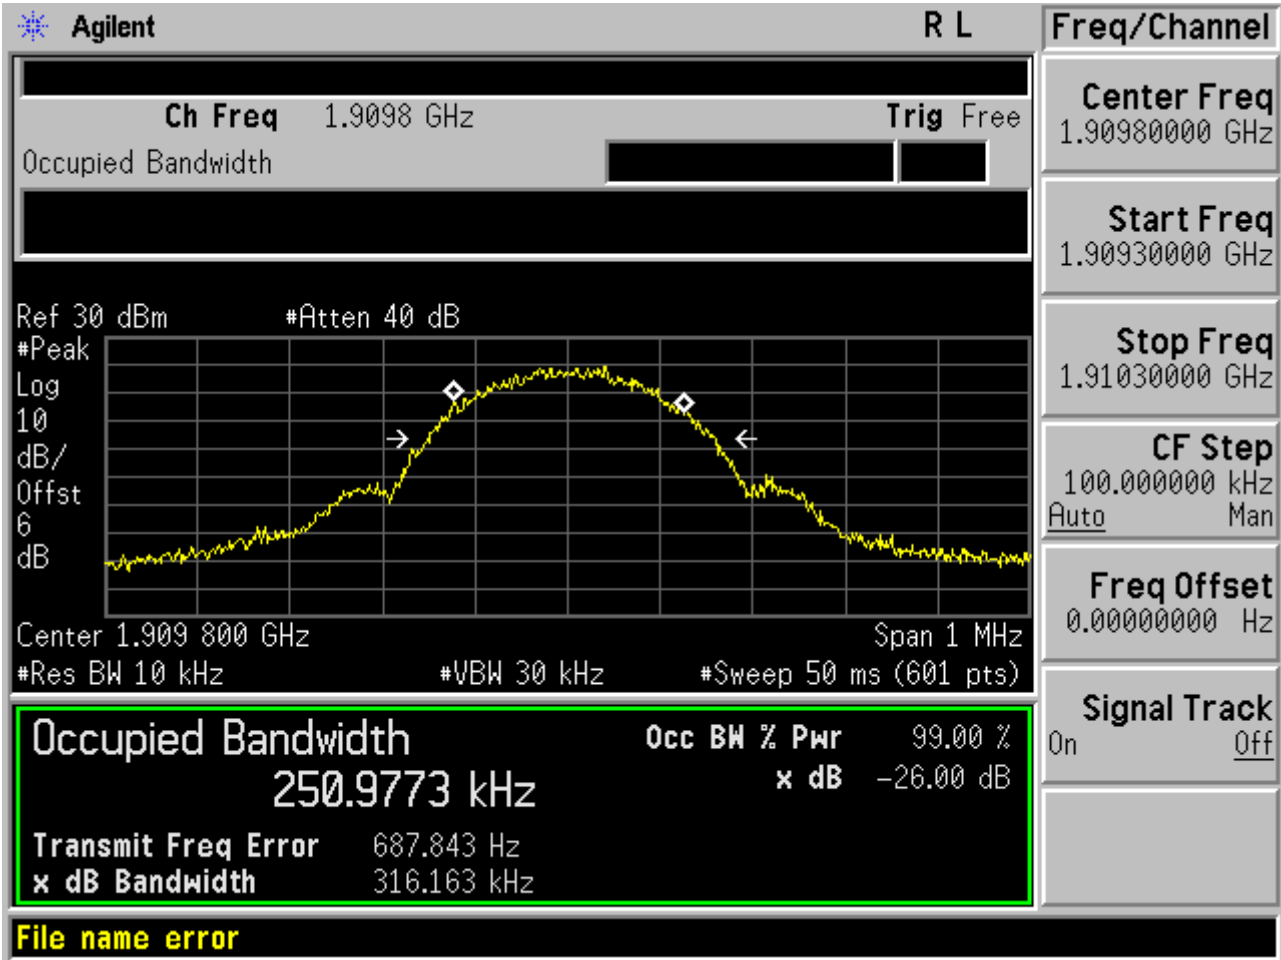 Agilent R L Freq/Channel
Ch Freq 1.9098 GHz Trig Free
Occupied Bandwidth
Center Freq
1.90980000 GHz
Start Freq
1.90930000 GHz
Stop Freq
1.91030000 GHz
CF Step
100.000000 kHz
Auto Man
Freq Offset
0.00000000 Hz
Signal Track
On Off
Ref 30 dBm #Atten 40 dB
#Peak
Log
10
dB/
Offst
6
dB
Center 1.909 800 GHz Span 1 MHz
#Res BW 10 kHz #VBW 30 kHz #Sweep 50 ms (601 pts)
Occupied Bandwidth Occ BW % Pwr 99.00 %
250.9773 kHz x dB -26.00 dB
Transmit Freq Error 687.843 Hz
x dB Bandwidth 316.163 kHz
File name error